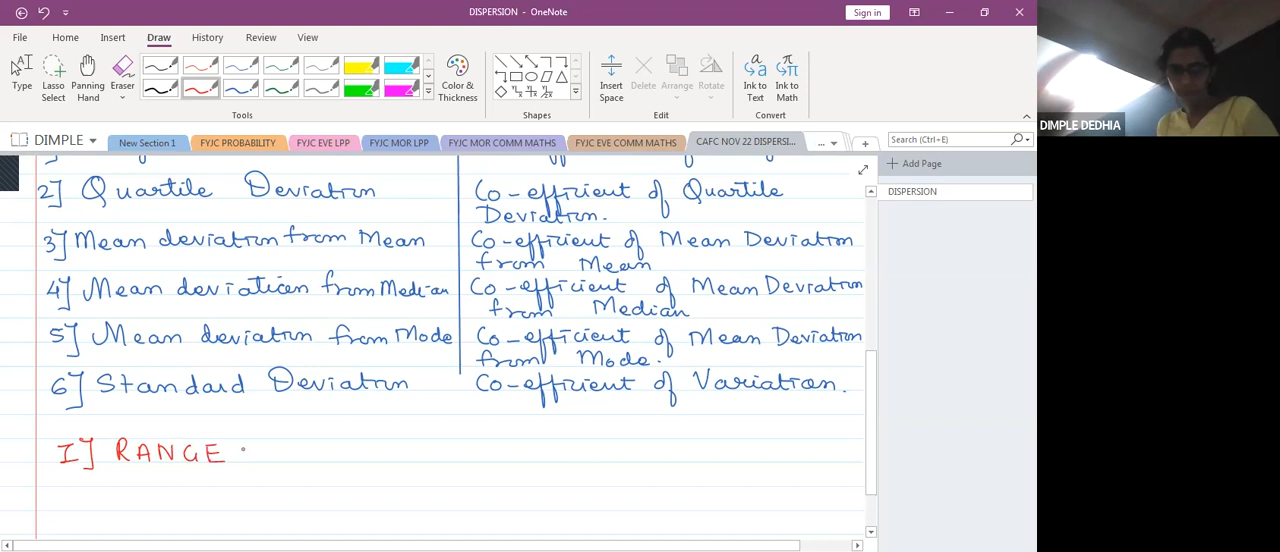 DISPERSION - OneNote
Sign in
File Home Insert Draw History Review View
Type Lasso Select Panning Hand Eraser
Color & Thickness
Insert Space Delete Arrange Rotate
Ink to Text Ink to Math
Tools Shapes Edit Convert
DIMPLE New Section 1 FYJC PROBABILITY FYJC EVE LPP FYJC MOR LPP FYJC MOR COMM MATHS FYJC EVE COMM MATHS CAFC NOV 22 DISPERSI... ... Search (Ctrl+E)
Add Page
DISPERSION
DIMPLE DEDHIA
2] Quartile Deviation
Co-efficient of Quartile
Deviation.
3] Mean deviation from Mean
Co-efficient of Mean Deviation
from Mean
4] Mean deviation from Median
Co-efficient of Mean Deviation
from Median
5] Mean deviation from Mode
Co-efficient of Mean Deviation
from Mode.
6] Standard Deviation
Co-efficient of Variation.
I] RANGE